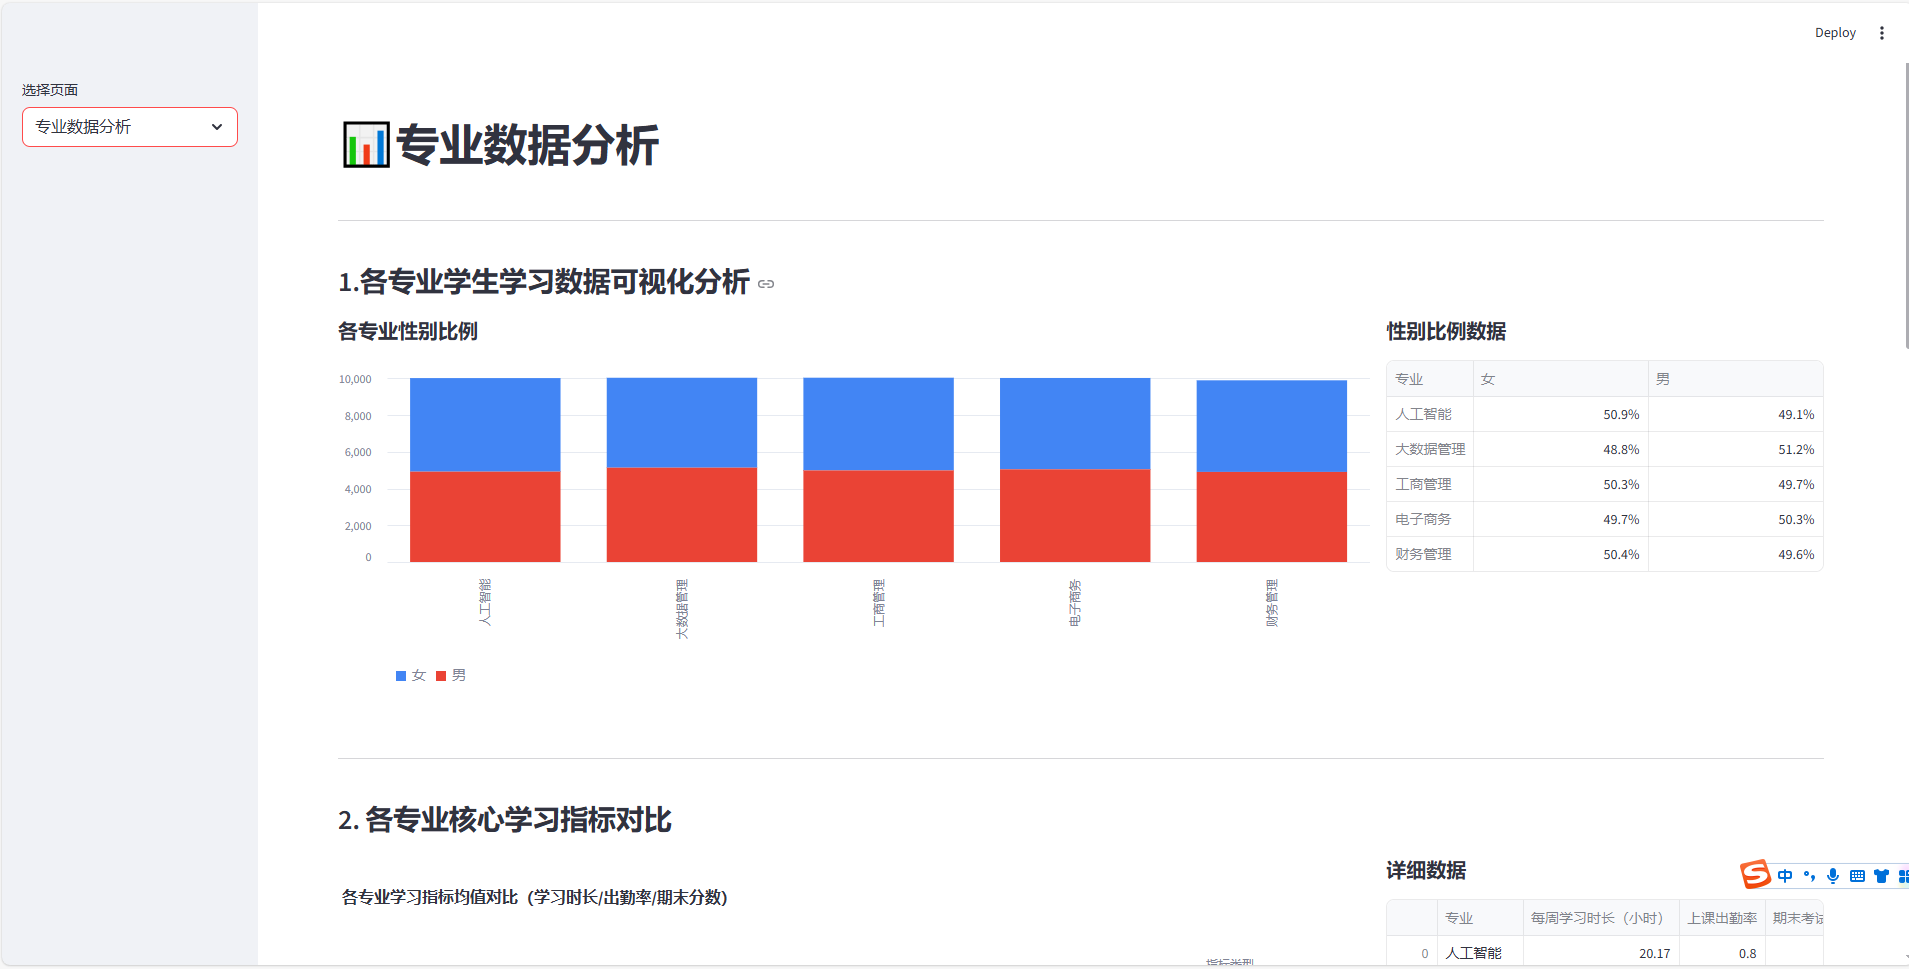 Deploy
选择页面
专业数据分析
专业数据分析
1.各专业学生学习数据可视化分析
各专业性别比例
10,000
8,000
6,000
4,000
2,000
0
人工智能
大数据管理
工商管理
电子商务
财务管理
女 男
性别比例数据
专业 女 男
人工智能 50.9% 49.1%
大数据管理 48.8% 51.2%
工商管理 50.3% 49.7%
电子商务 49.7% 50.3%
财务管理 50.4% 49.6%
2. 各专业核心学习指标对比
各专业学习指标均值对比（学习时长/出勤率/期末分数）
指标类型
详细数据
中
专业 每周学习时长（小时） 上课出勤率 期末考试
0 人工智能 20.17 0.8